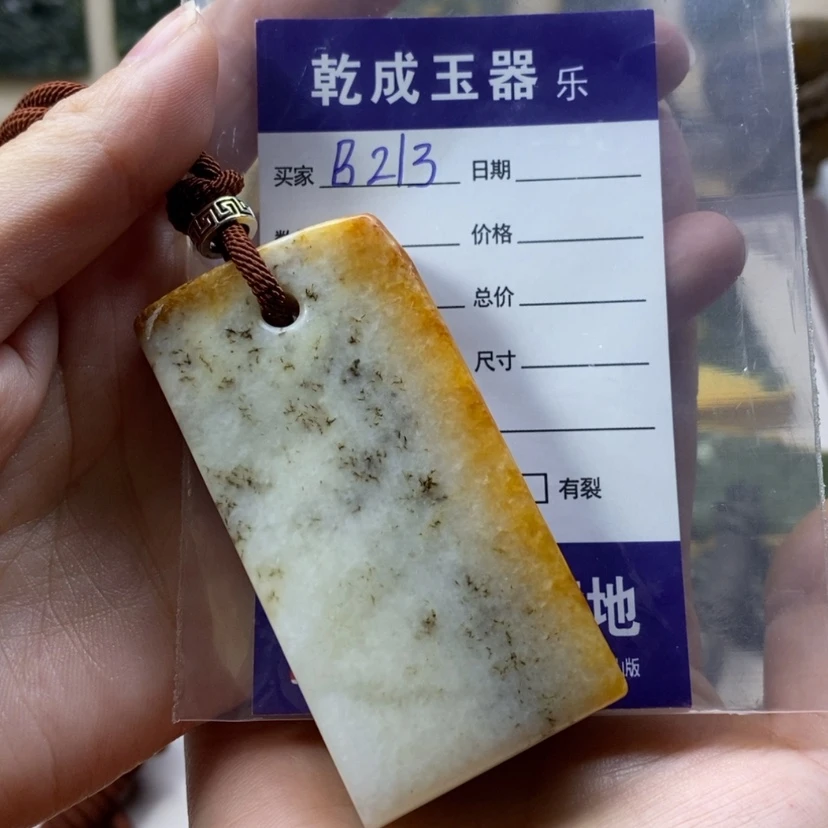 乾成玉器 乐
买家 B213 日期
价格
总价
尺寸
有裂
地
版